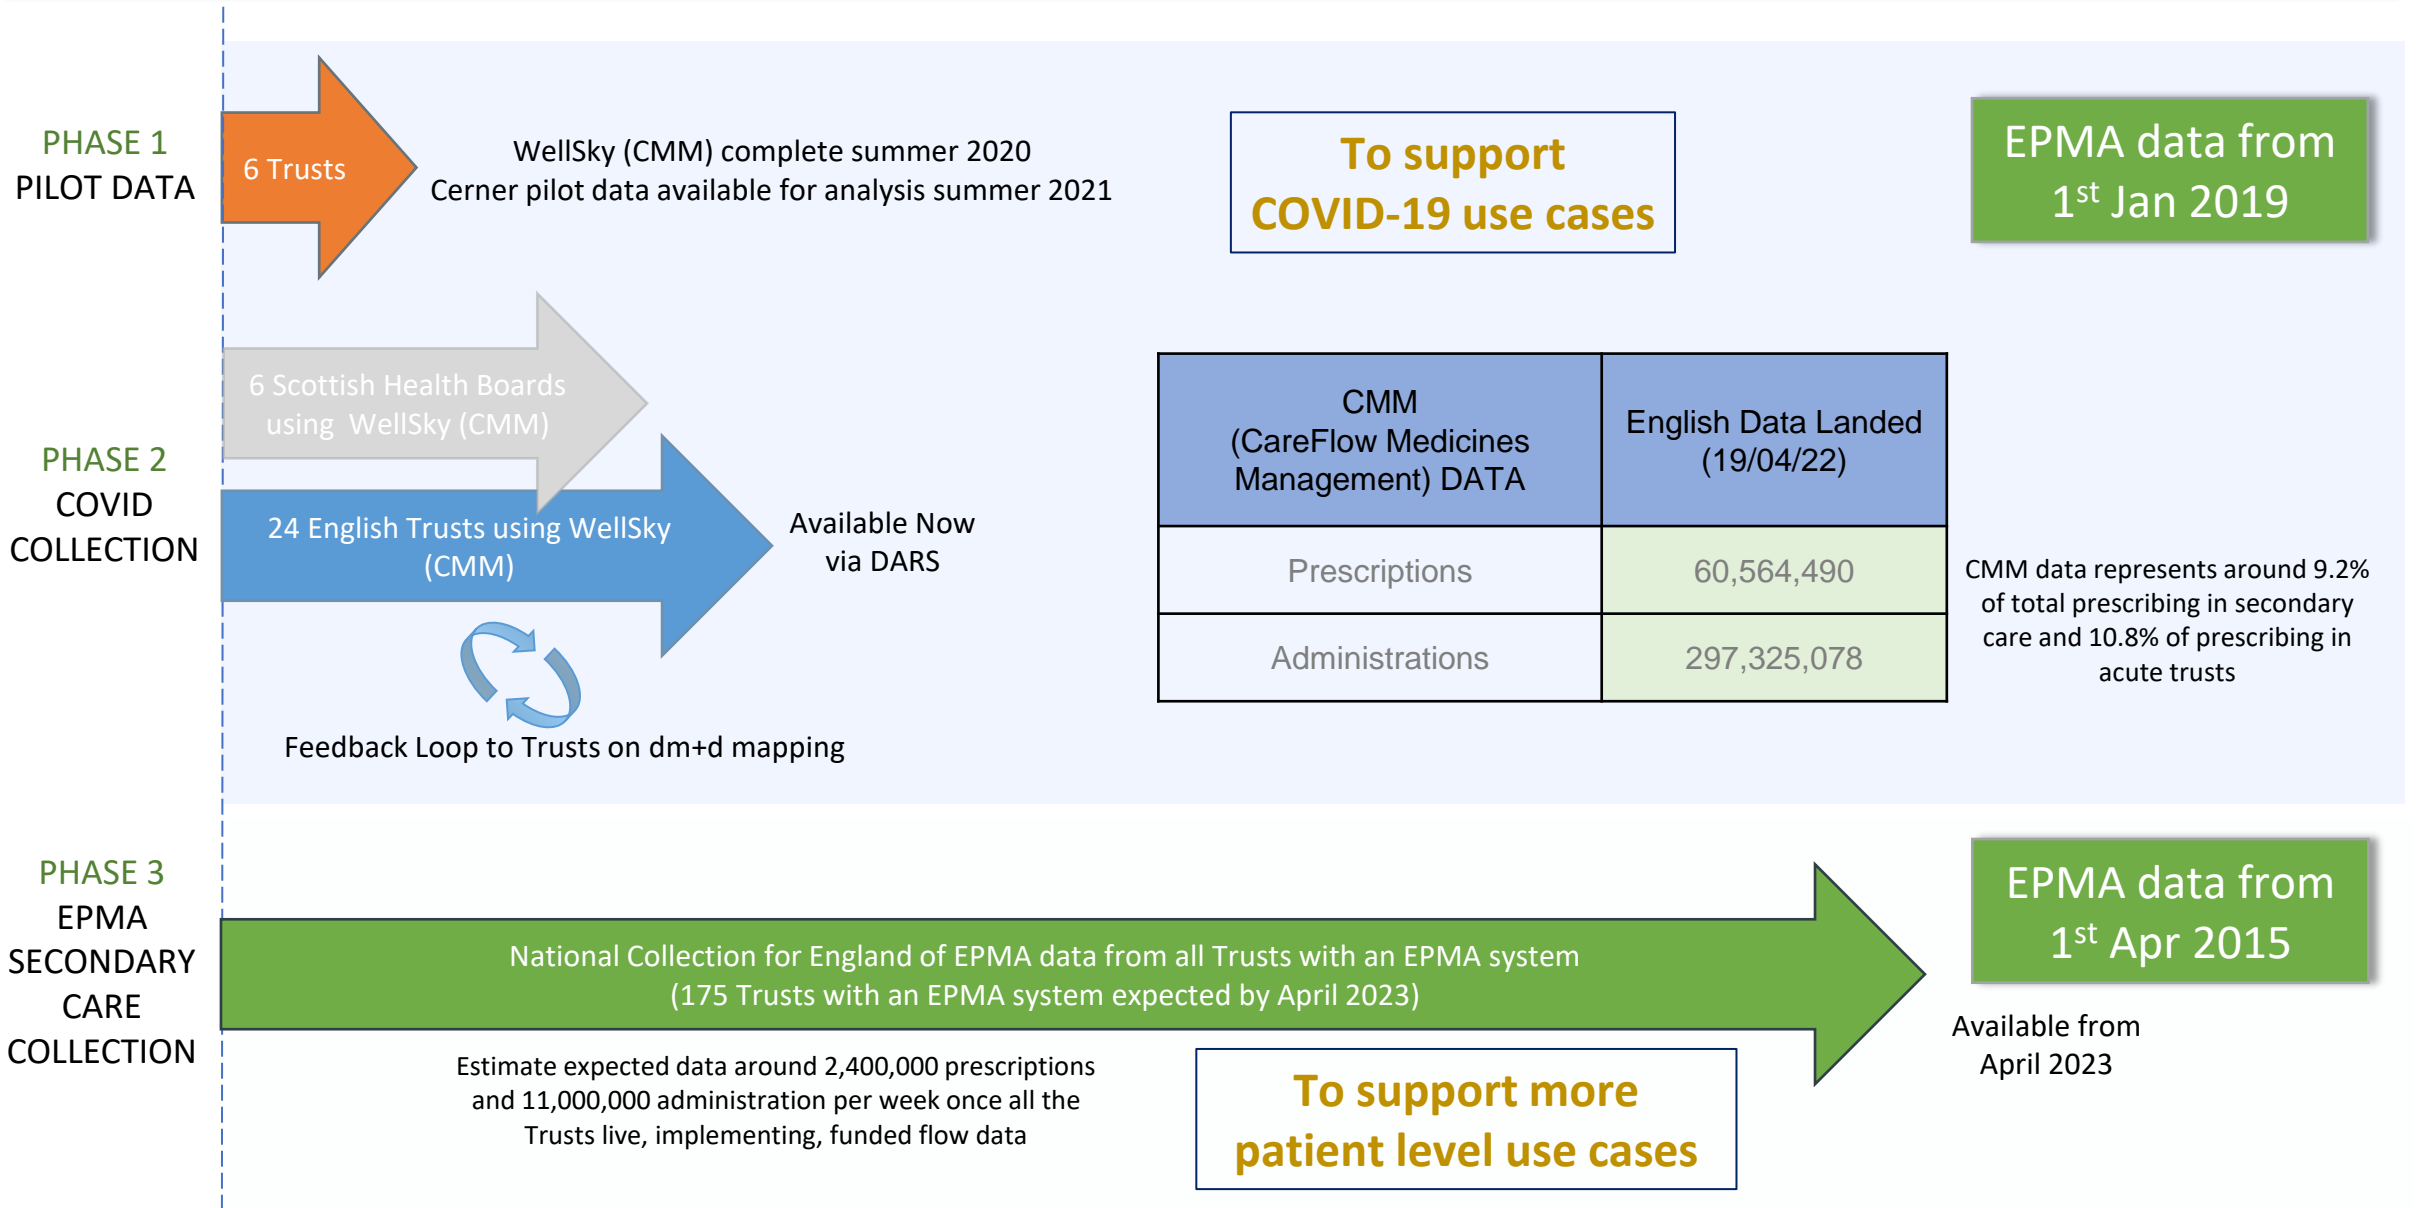 PHASE 1
PILOT DATA
6 Trusts
WellSky (CMM) complete summer 2020
Cerner pilot data available for analysis summer 2021
To support
COVID-19 use cases
EPMA data from
1st Jan 2019
PHASE 2
COVID
COLLECTION
6 Scottish Health Boards
using WellSky (CMM)
24 English Trusts using WellSky
(CMM)
Available Now
via DARS
Feedback Loop to Trusts on dm+d mapping
CMM
(CareFlow Medicines
Management) DATA
English Data Landed
(19/04/22)
Prescriptions
60,564,490
Administrations
297,325,078
CMM data represents around 9.2%
of total prescribing in secondary
care and 10.8% of prescribing in
acute trusts
PHASE 3
EPMA
SECONDARY
CARE
COLLECTION
National Collection for England of EPMA data from all Trusts with an EPMA system
(175 Trusts with an EPMA system expected by April 2023)
EPMA data from
1st Apr 2015
Available from
April 2023
Estimate expected data around 2,400,000 prescriptions
and 11,000,000 administration per week once all the
Trusts live, implementing, funded flow data
To support more
patient level use cases